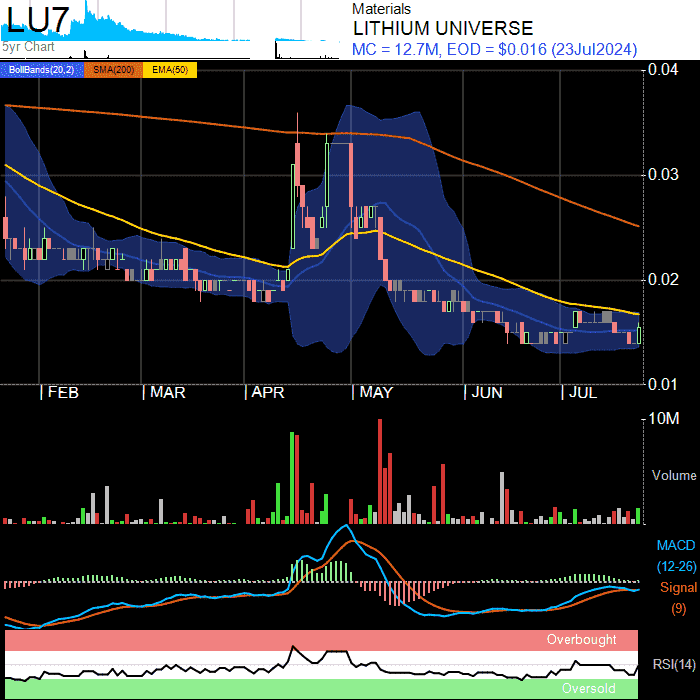 LU7
5yr Chart
Materials
LITHIUM UNIVERSE
MC = 12.7M, EOD = $0.016 (23Jul2024)
BollBands(20,2) SMA(200) EMA(50)
0.04
0.03
0.02
0.01
FEB MAR APR MAY JUN JUL
10M
Volume
MACD
(12-26)
Signal
(9)
Overbought
RSI(14)
Oversold